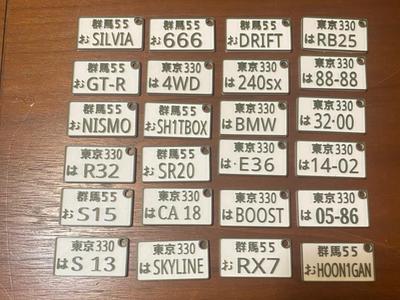 群馬55
お SILVIA
群馬55
お 666
群馬55
お DRIFT
東京330
は RB25
群馬55
お GT-R
東京330
は 4WD
東京330
は 240sx
東京330
は 88-88
群馬55
お NISMO
群馬55
お SH1TBOX
東京330
は BMW
東京330
は 32·00
東京330
は R32
群馬55
お SR20
東京330
は·E36
東京330
は 14-02
群馬55
お S15
東京330
は CA 18
東京330
は BOOST
東京330
は 05-86
東京330
は S 13
東京330
は SKYLINE
群馬55
お RX7
群馬55
お HOON1GAN